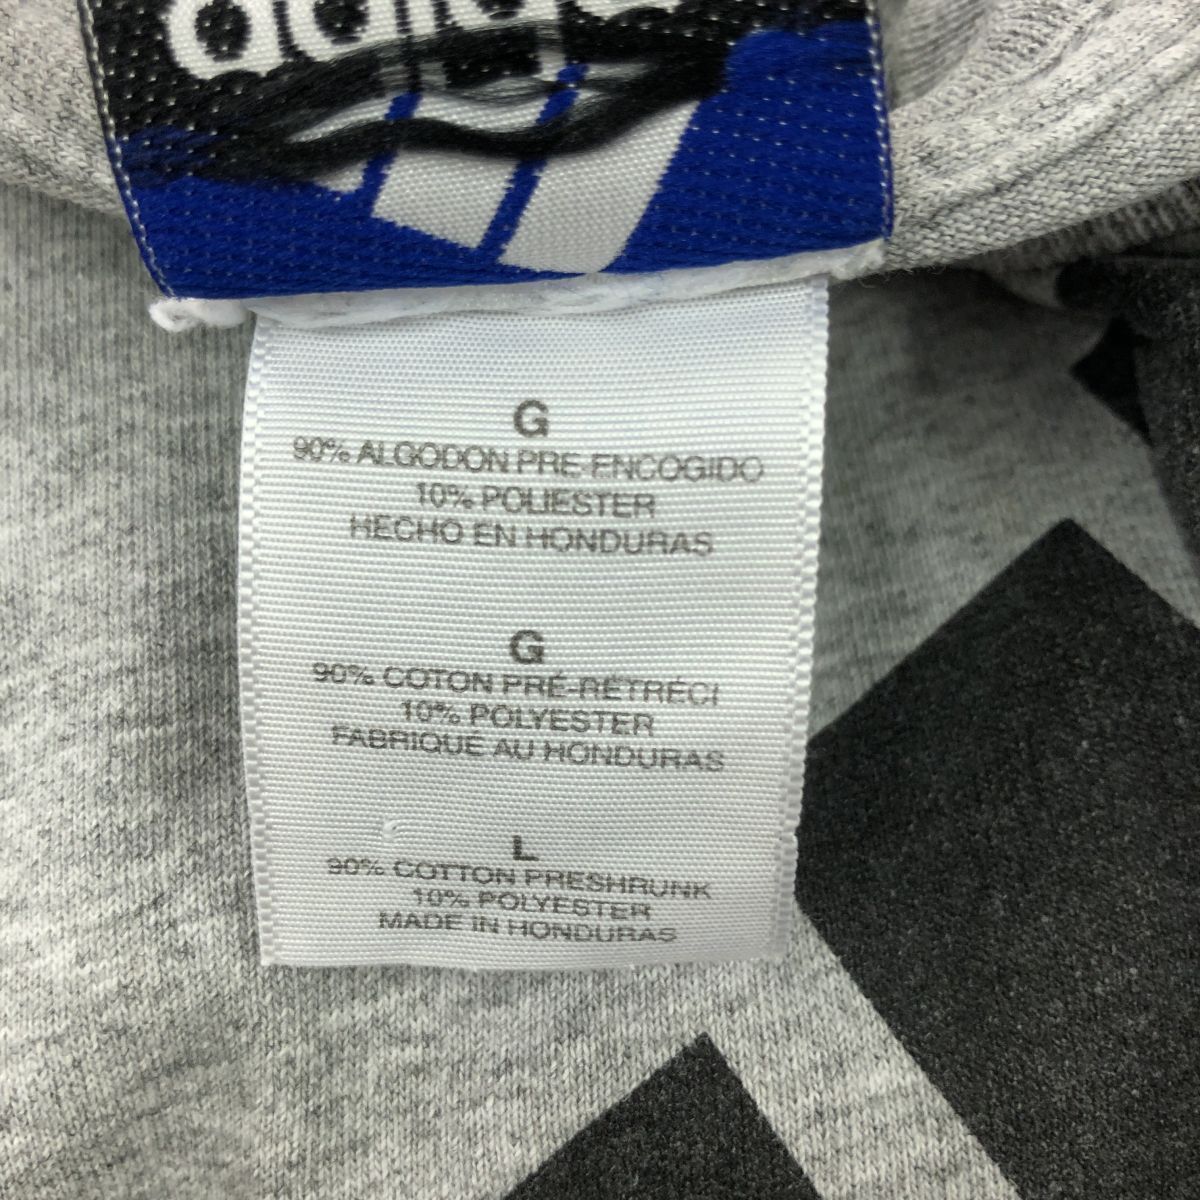 adidas
G
90% ALGODON PRE-ENCOGIDO
10% POLIESTER
HECHO EN HONDURAS
G
90% COTON PRÉ-RÉTRÉCI
10% POLYESTER
FABRIQUÉ AU HONDURAS
L
90% COTTON PRESHRUNK
10% POLYESTER
MADE IN HONDURAS